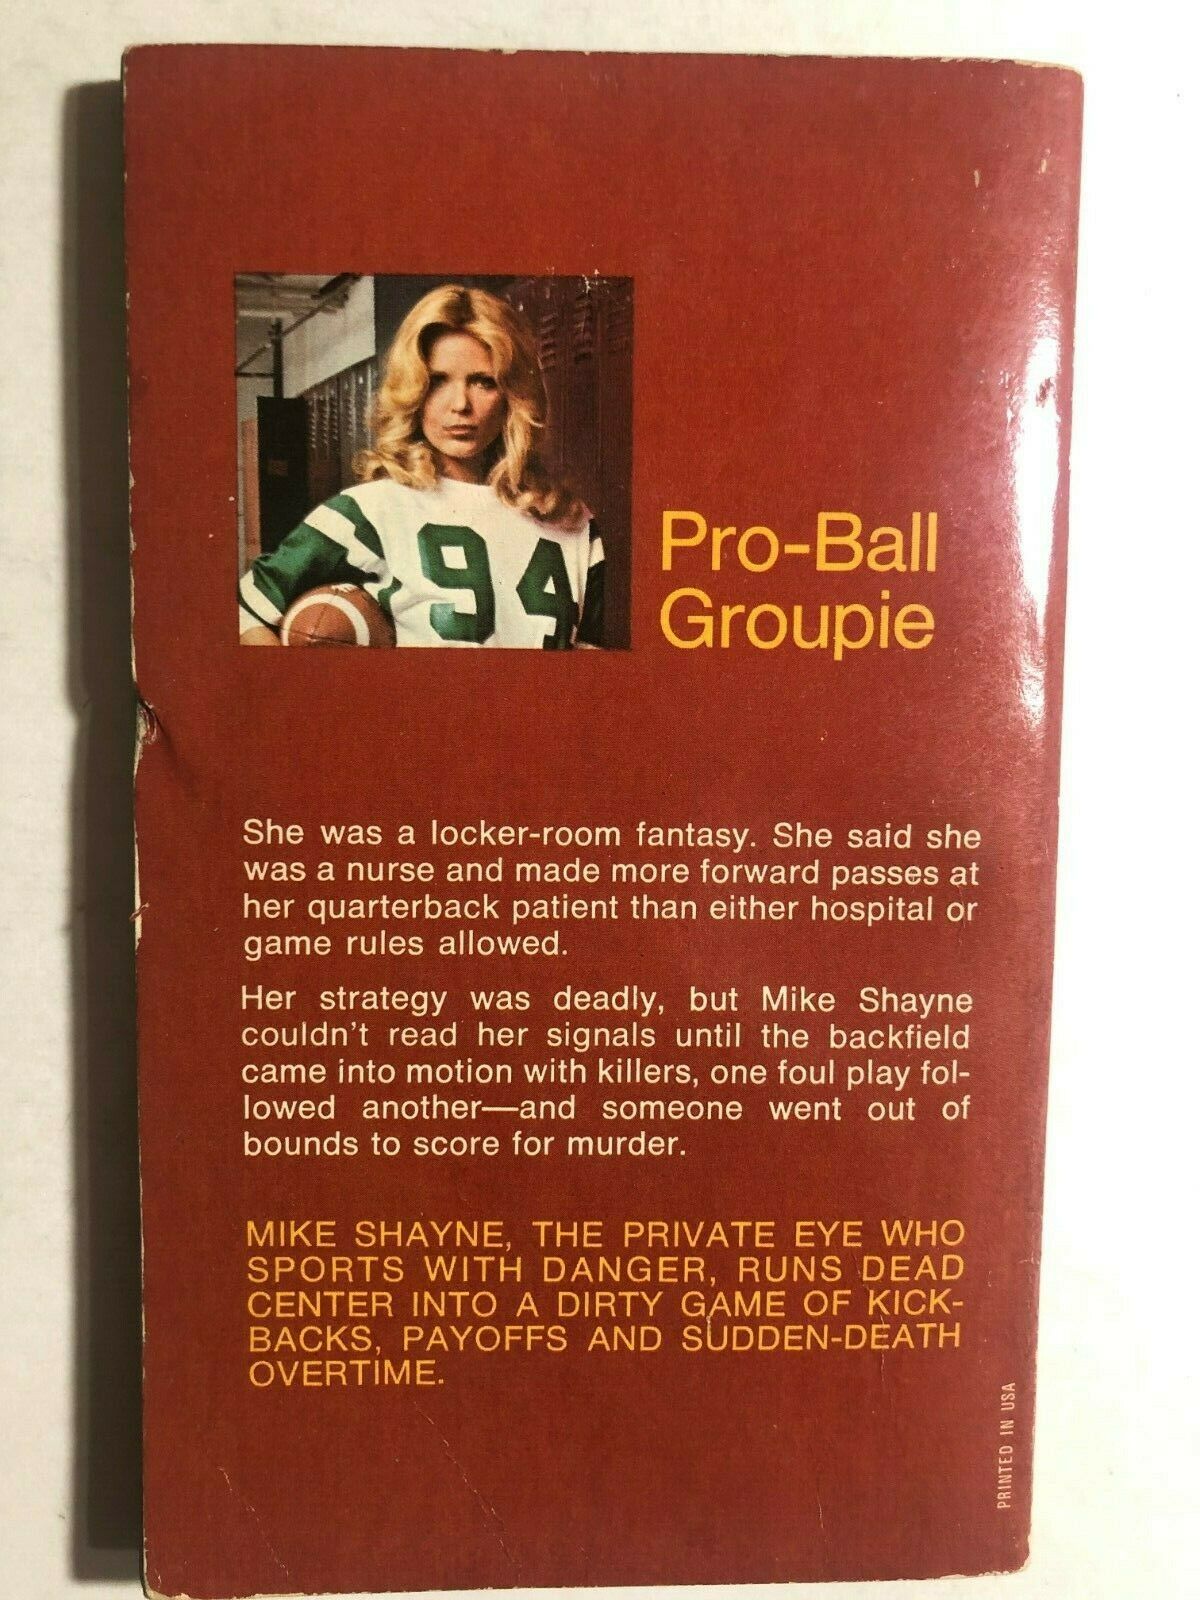 94
Pro-Ball
Groupie
She was a locker-room fantasy. She said she
was a nurse and made more forward passes at
her quarterback patient than either hospital or
game rules allowed.
Her strategy was deadly, but Mike Shayne
couldn't read her signals until the backfield
came into motion with killers, one foul play fol-
lowed another—and someone went out of
bounds to score for murder.
MIKE SHAYNE, THE PRIVATE EYE WHO
SPORTS WITH DANGER, RUNS DEAD
CENTER INTO A DIRTY GAME OF KICK-
BACKS, PAYOFFS AND SUDDEN-DEATH
OVERTIME.
PRINTED IN USA